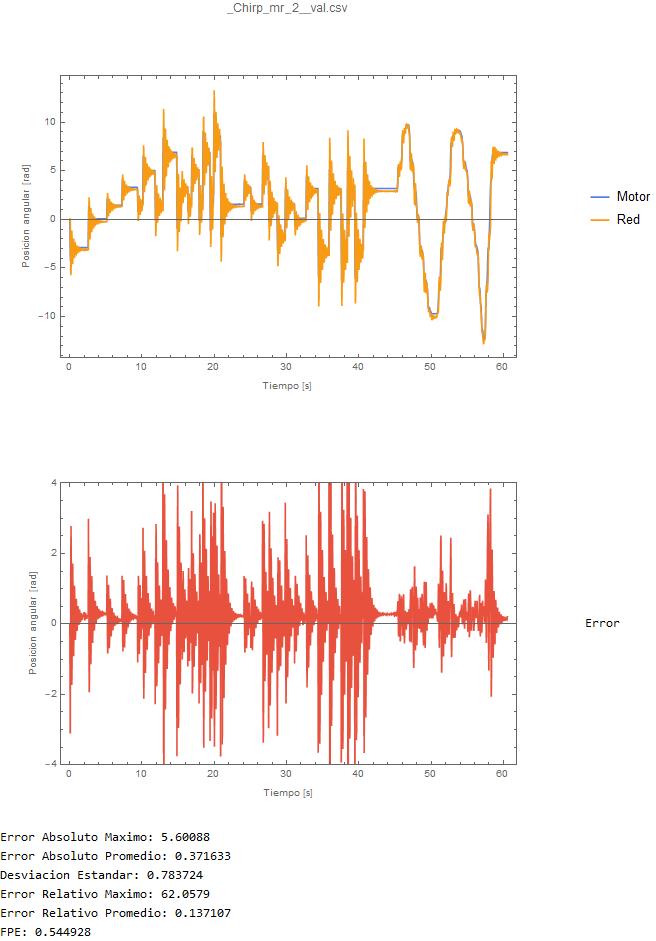 _Chirp_mr_2__val.csv
10
5
0
−5
−10
Posicion angular [rad]
0 10 20 30 40 50 60
Tiempo [s]
Motor
Red
4
2
0
−2
−4
Posicion angular [rad]
0 10 20 30 40 50 60
Tiempo [s]
Error
Error Absoluto Maximo: 5.60088
Error Absoluto Promedio: 0.371633
Desviacion Estandar: 0.783724
Error Relativo Maximo: 62.0579
Error Relativo Promedio: 0.137107
FPE: 0.544928